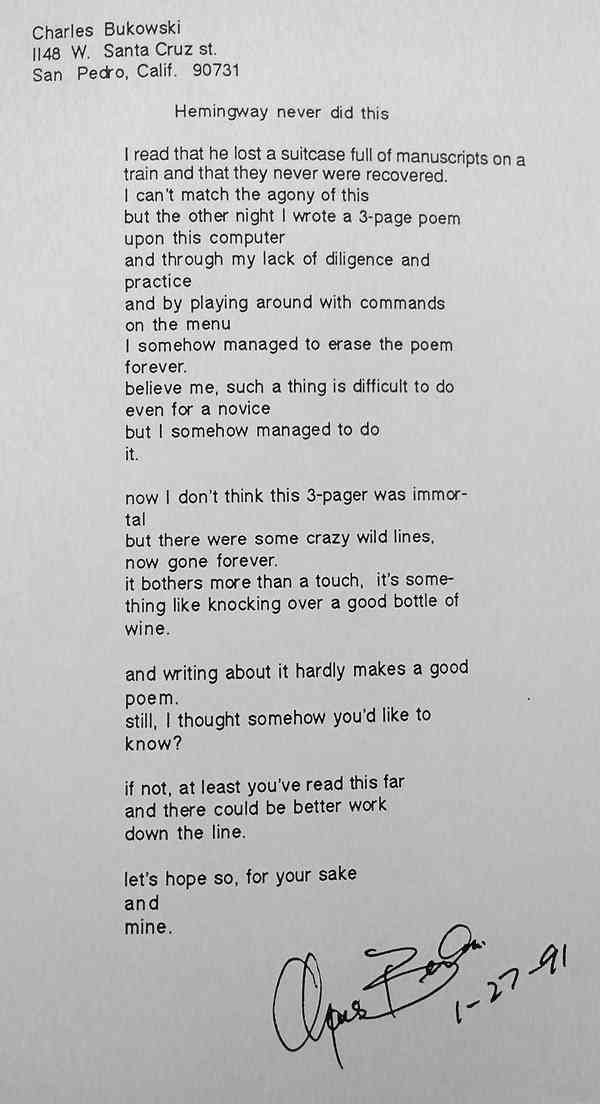 Charles Bukowski
1148 W. Santa Cruz st.
San Pedro, Calif. 90731
Hemingway never did this
I read that he lost a suitcase full of manuscripts on a
train and that they never were recovered.
I can't match the agony of this
but the other night I wrote a 3-page poem
upon this computer
and through my lack of diligence and
practice
and by playing around with commands
on the menu
I somehow managed to erase the poem
forever.
believe me, such a thing is difficult to do
even for a novice
but I somehow managed to do
it.
now I don't think this 3-pager was immor-
tal
but there were some crazy wild lines,
now gone forever.
it bothers more than a touch, it's some-
thing like knocking over a good bottle of
wine.
and writing about it hardly makes a good
poem.
still, I thought somehow you'd like to
know?
if not, at least you've read this far
and there could be better work
down the line.
let's hope so, for your sake
and
mine.
1-27-91